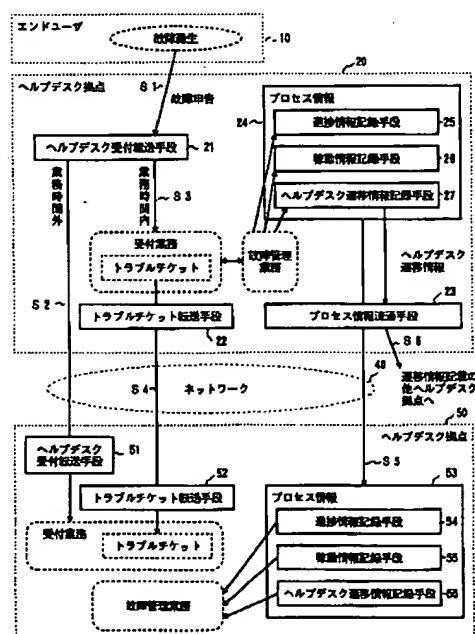 エンドユーザ
故障発生
10
S1
故障申告
20
ヘルプデスク拠点
ヘルプデスク受付転送手段
21
プロセス情報
24
進捗情報記録手段
25
稼動情報記録手段
26
ヘルプデスク遷移情報記録手段
27
業務時間外
業務時間内
S3
S2
受付業務
トラブルチケット
故障管理業務
ヘルプデスク遷移情報
トラブルチケット転送手段
22
プロセス情報流通手段
23
S6
遷移情報記載の他ヘルプデスク拠点へ
S4
ネットワーク
50
ヘルプデスク拠点
ヘルプデスク受付転送手段
51
S5
トラブルチケット転送手段
52
プロセス情報
53
受付業務
トラブルチケット
進捗情報記録手段
54
稼動情報記録手段
55
ヘルプデスク遷移情報記録手段
56
故障管理業務